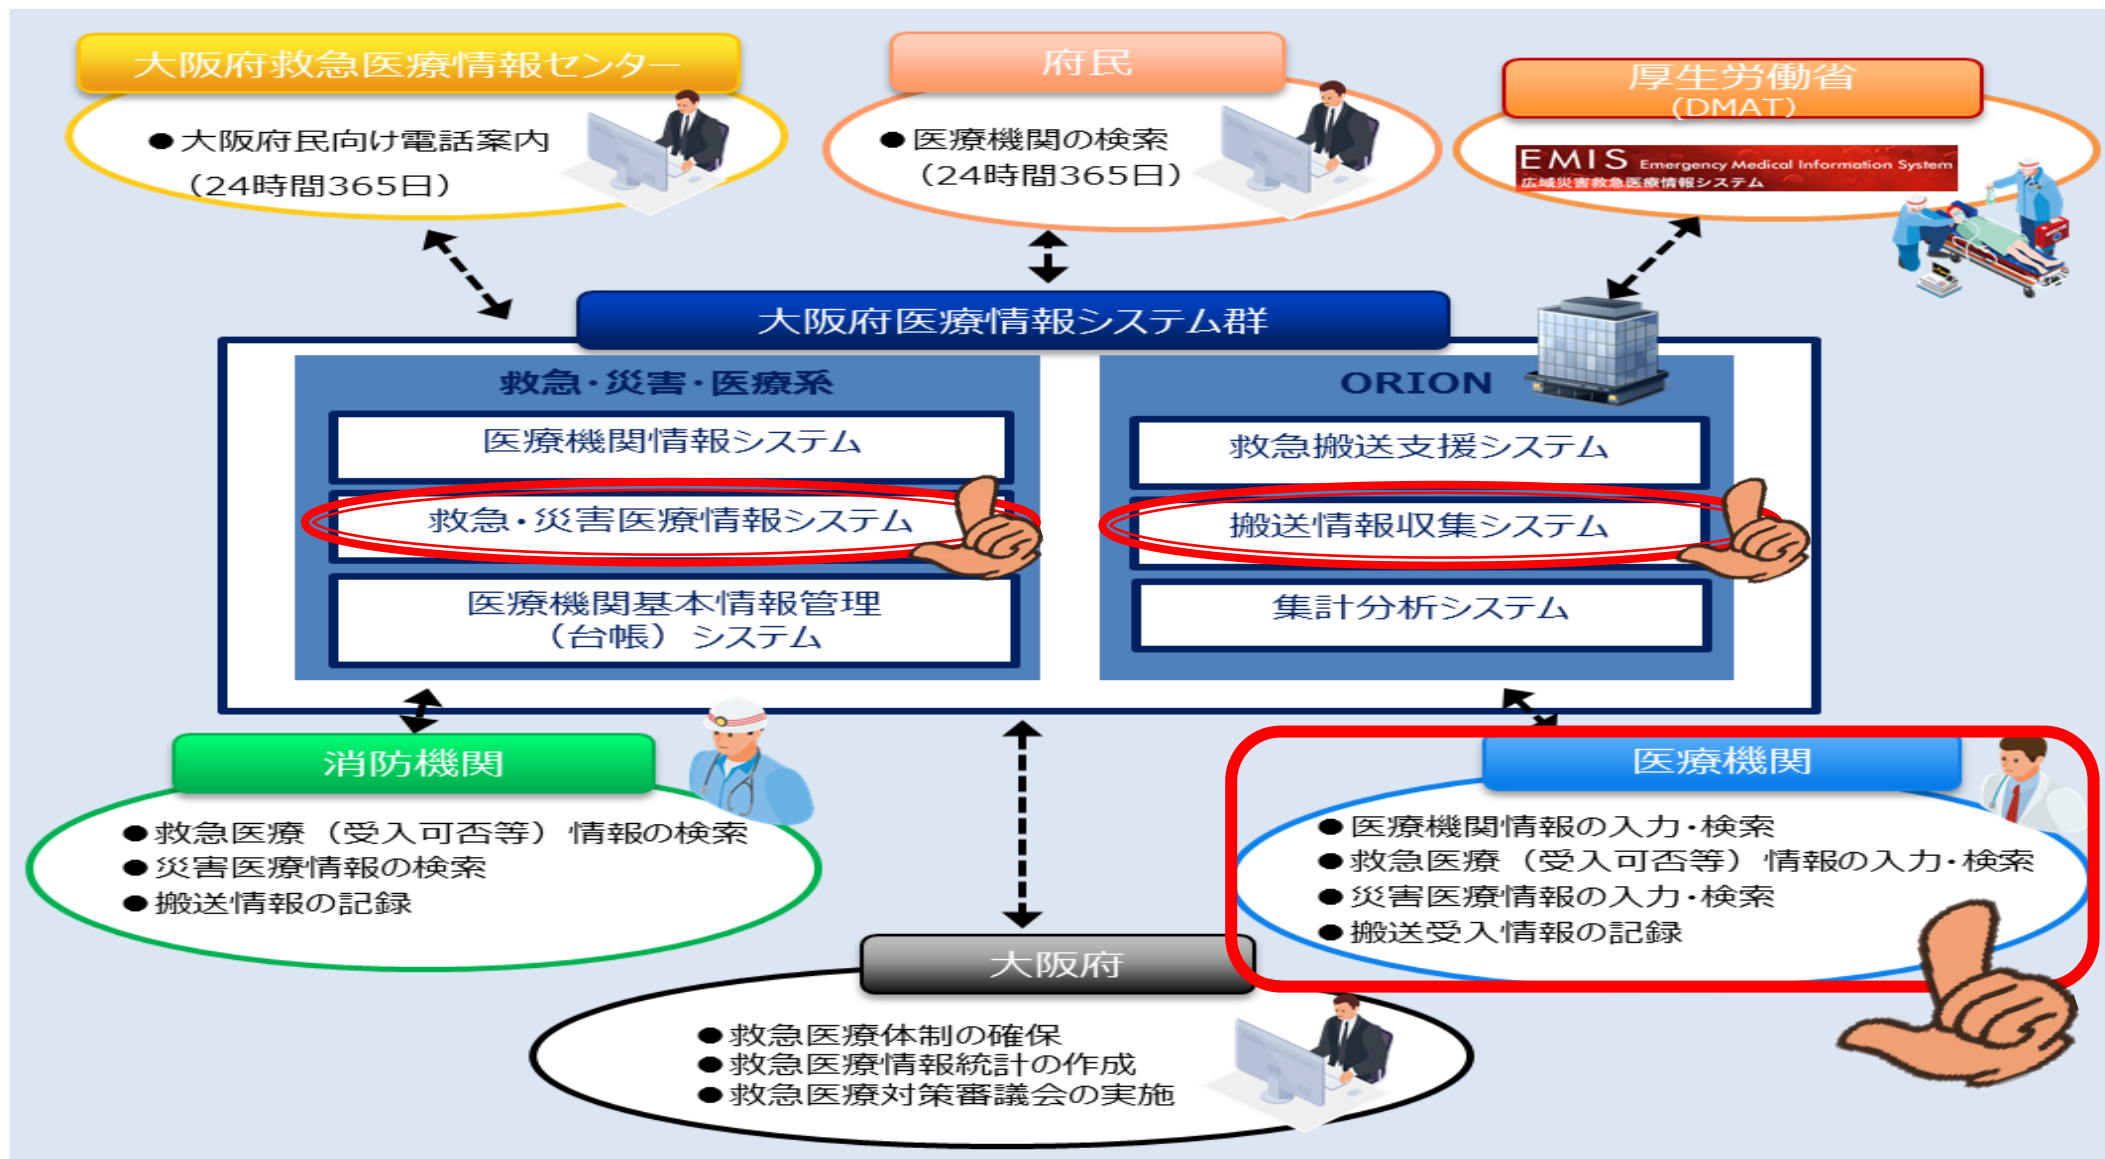 大阪府救急医療情報センター
●大阪府民向け電話案内
（24時間365日）
府民
●医療機関の検索
（24時間365日）
厚生労働省
(DMAT)
EMIS Emergency Medical Information System
広域災害救急医療情報システム
大阪府医療情報システム群
救急・災害・医療系
医療機関情報システム
救急・災害医療情報システム
医療機関基本情報管理
（台帳）システム
ORION
救急搬送支援システム
搬送情報収集システム
集計分析システム
消防機関
●救急医療（受入可否等）情報の検索
●災害医療情報の検索
●搬送情報の記録
医療機関
●医療機関情報の入力・検索
●救急医療（受入可否等）情報の入力・検索
●災害医療情報の入力・検索
●搬送受入情報の記録
大阪府
●救急医療体制の確保
●救急医療情報統計の作成
●救急医療対策審議会の実施